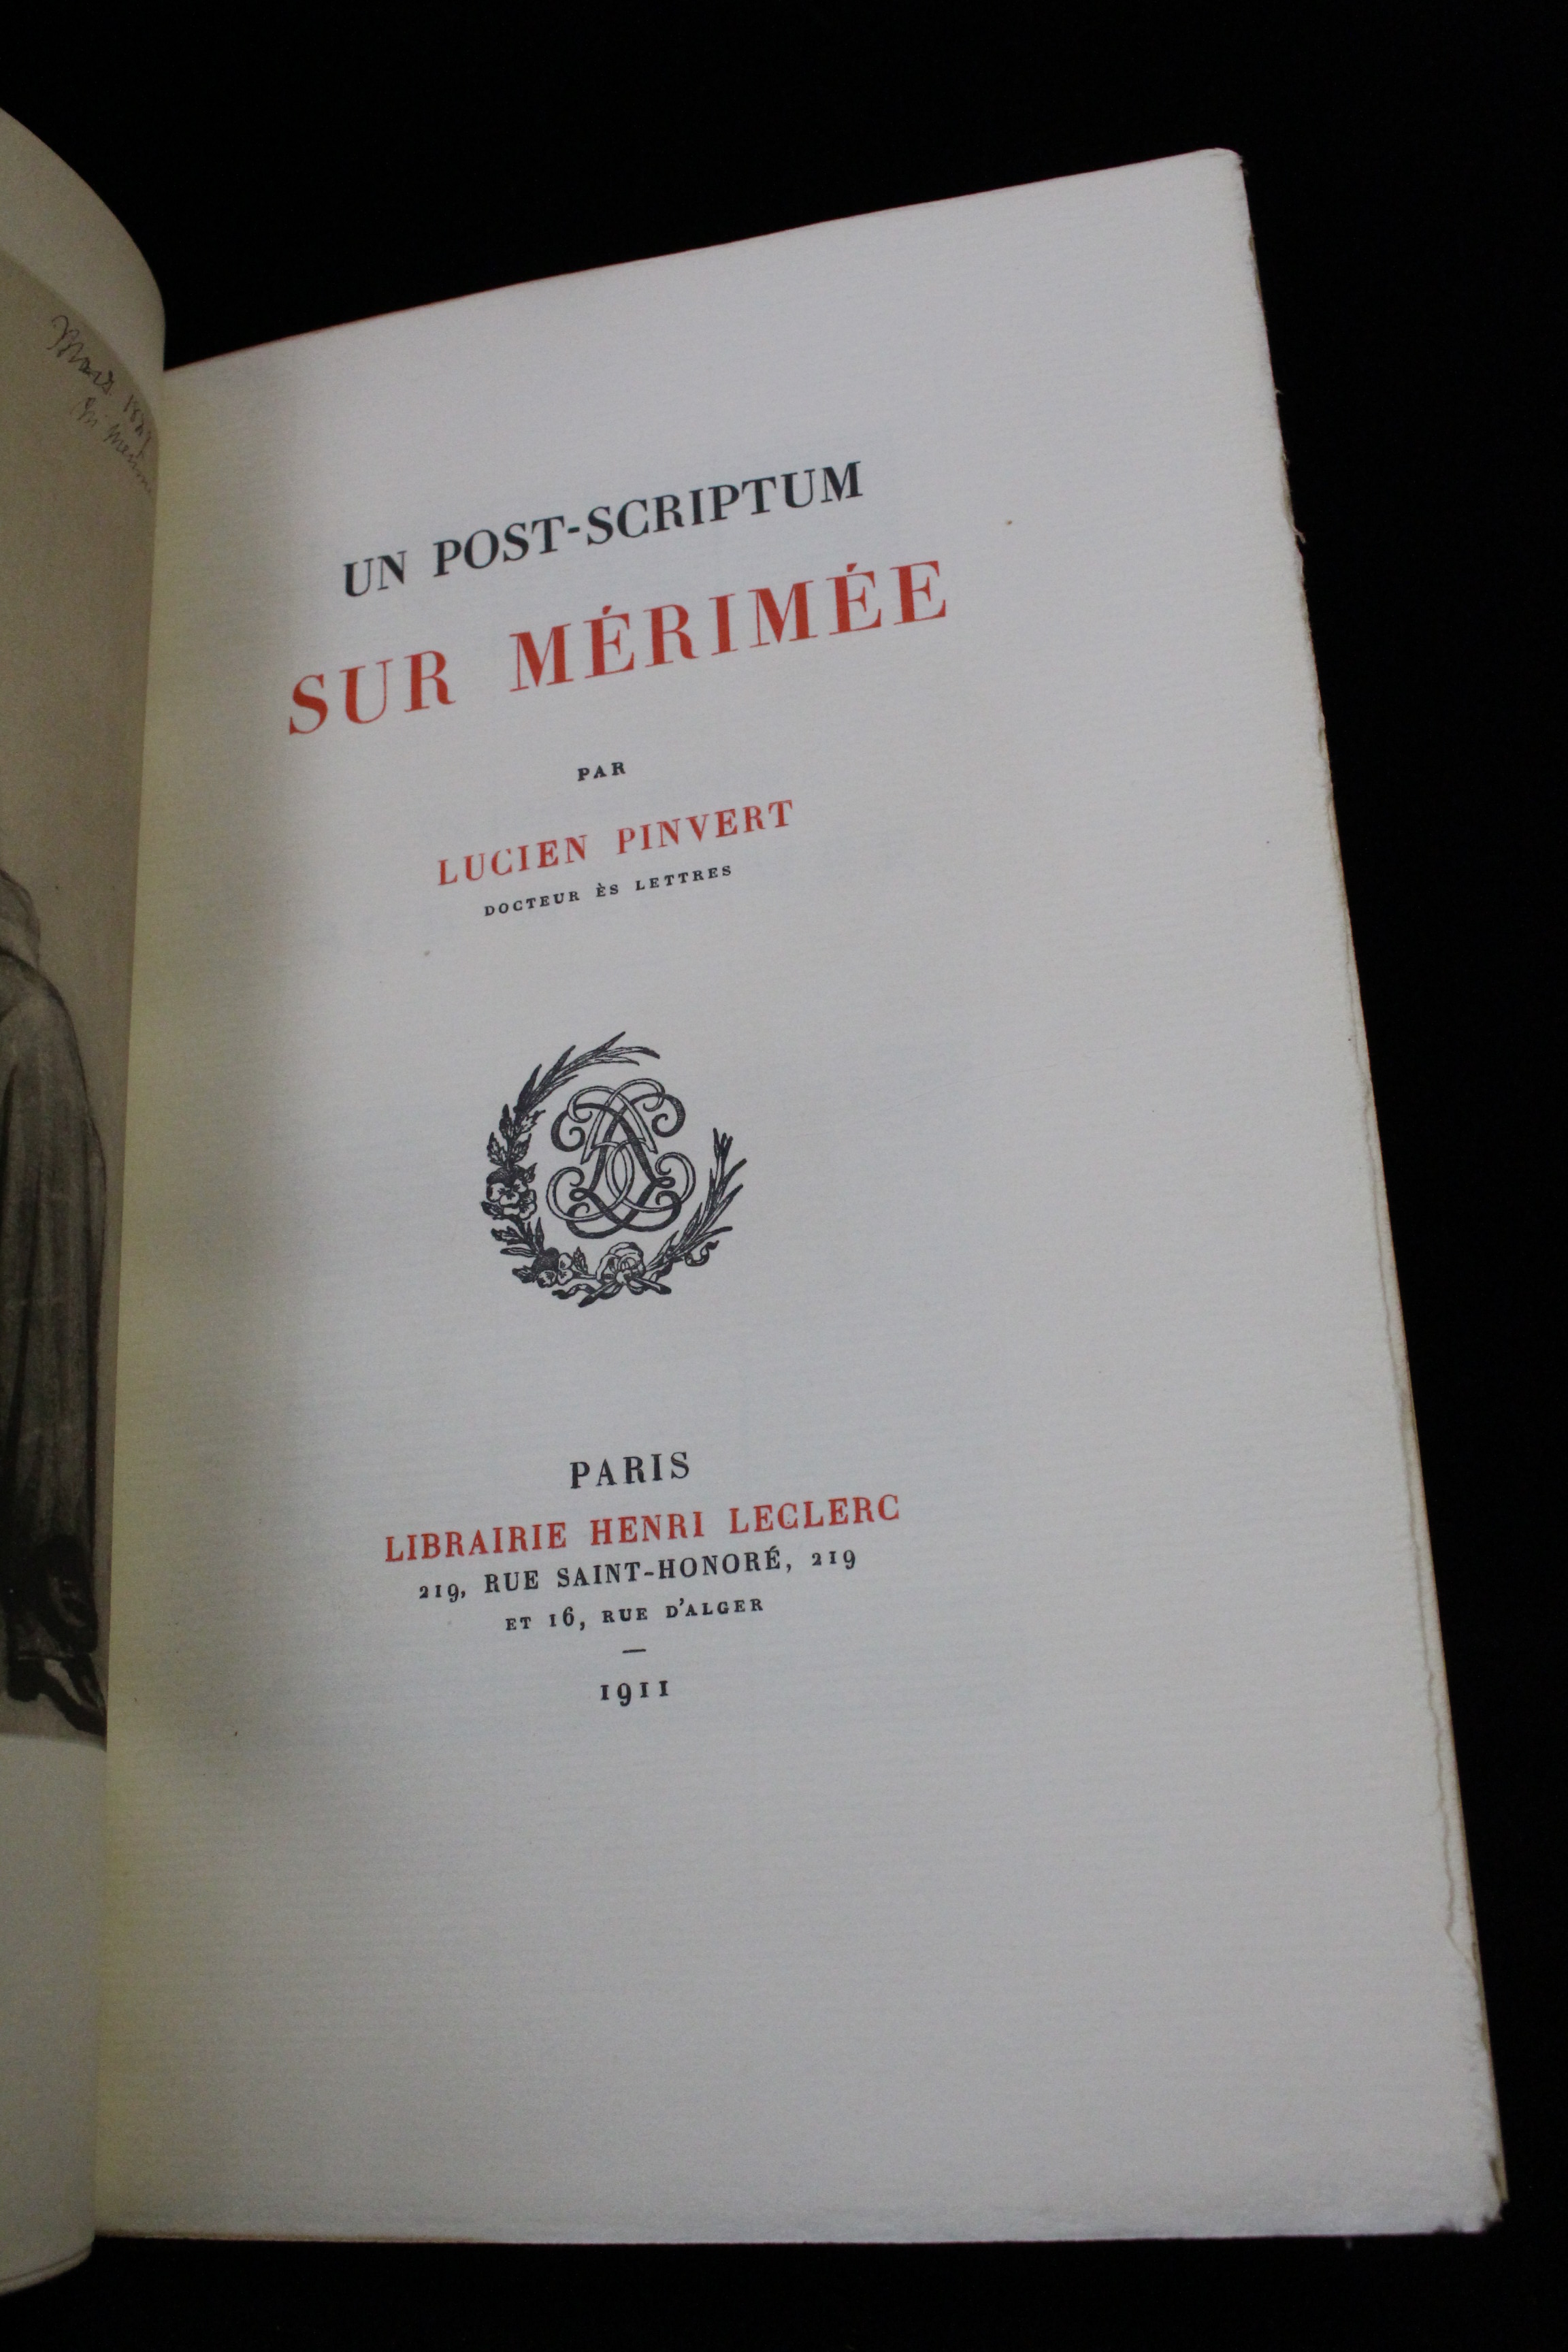 Mars
UN POST-SCRIPTUM
SUR MÉRIMÉE
PAR
LUCIEN PINVERT
DOCTEUR ÈS LETTRES
PARIS
LIBRAIRIE HENRI LECLERC
219, RUE SAINT-HONORÉ, 219
ET 16, RUE D'ALGER
—
1911